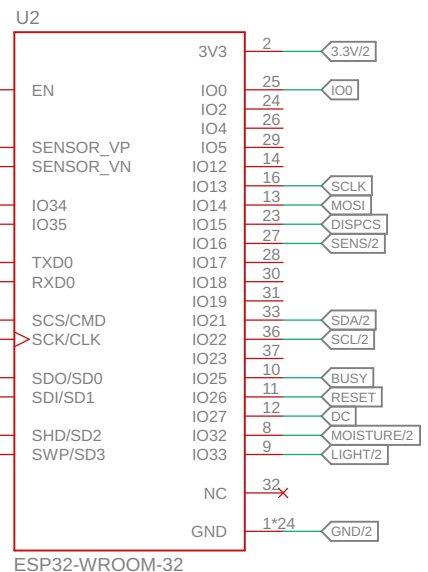 U2
3V3 2 3.3V/2
EN IO0 25 IO0
IO2 24
IO4 26
SENSOR_VP IO5 29
SENSOR_VN IO12 14
IO13 16 SCLK
IO34 IO14 13 MOSI
IO35 IO15 23 DISPCS
IO16 27 SENS/2
TXD0 IO17 28
RXD0 IO18 30
IO19 31
SCS/CMD IO21 33 SDA/2
SCK/CLK IO22 36 SCL/2
IO23 37
SDO/SD0 IO25 10 BUSY
SDI/SD1 IO26 11 RESET
IO27 12 DC
SHD/SD2 IO32 8 MOISTURE/2
SWP/SD3 IO33 9 LIGHT/2
NC 32
GND 1*24 GND/2
ESP32-WROOM-32